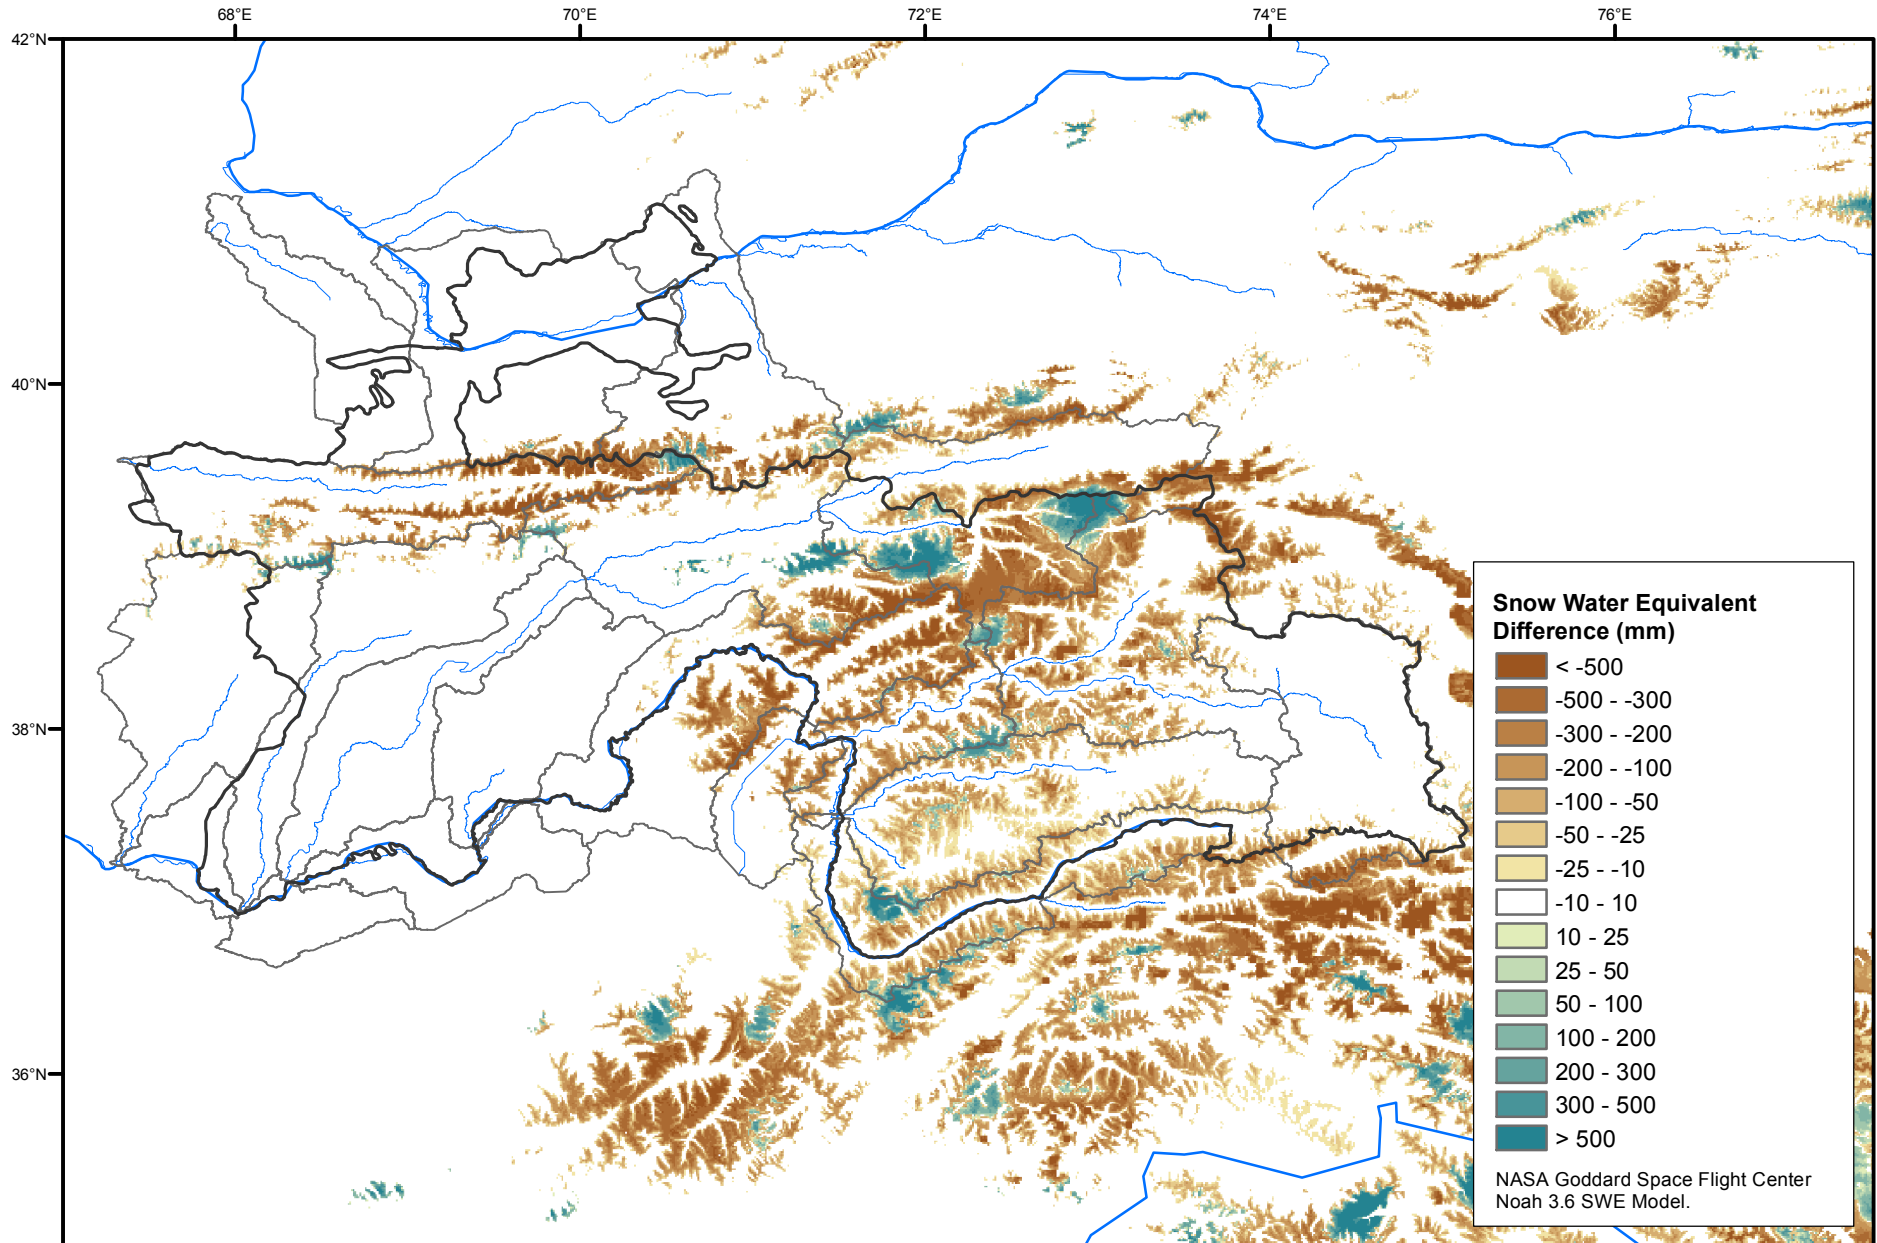 68°E
70°E
72°E
74°E
76°E
42°N
40°N
38°N
36°N
Snow Water Equivalent
Difference (mm)
< -500
-500 - -300
-300 - -200
-200 - -100
-100 - -50
-50 - -25
-25 - -10
-10 - 10
10 - 25
25 - 50
50 - 100
100 - 200
200 - 300
300 - 500
> 500
NASA Goddard Space Flight Center
Noah 3.6 SWE Model.